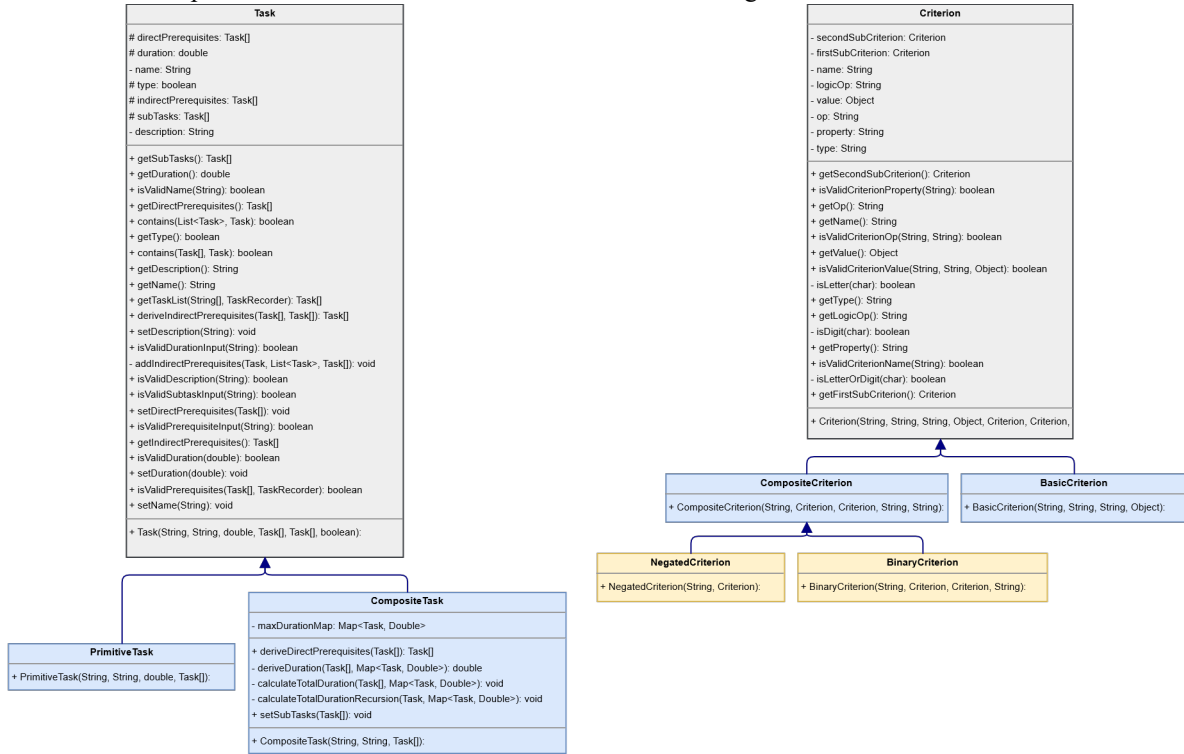 Task
# directPrerequisites: Task[]
# duration: double
- name: String
# type: boolean
# indirectPrerequisites: Task[]
# subTasks: Task[]
- description: String
+ getSubTasks(): Task[]
+ getDuration(): double
+ isValidName(String): boolean
+ getDirectPrerequisites(): Task[]
+ contains(List<Task>, Task): boolean
+ getType(): boolean
+ contains(Task[], Task): boolean
+ getDescription(): String
+ getName(): String
+ getTaskList(String[], TaskRecorder): Task[]
+ deriveIndirectPrerequisites(Task[], Task[]): Task[]
+ setDescription(String): void
+ isValidDurationInput(String): boolean
- addIndirectPrerequisites(Task, List<Task>, Task[]): void
+ isValidDescription(String): boolean
+ isValidSubtaskInput(String): boolean
+ setDirectPrerequisites(Task[]): void
+ isValidPrerequisiteInput(String): boolean
+ getIndirectPrerequisites(): Task[]
+ isValidDuration(double): boolean
+ setDuration(double): void
+ isValidPrerequisites(Task[], TaskRecorder): boolean
+ setName(String): void
+ Task(String, String, double, Task[], Task[], boolean):
PrimitiveTask
+ PrimitiveTask(String, String, double, Task[]):
CompositeTask
- maxDurationMap: Map<Task, Double>
+ deriveDirectPrerequisites(Task[]): Task[]
- deriveDuration(Task[], Map<Task, Double>): double
- calculateTotalDuration(Task[], Map<Task, Double>): void
- calculateTotalDurationRecursion(Task, Map<Task, Double>): void
+ setSubTasks(Task[]): void
+ CompositeTask(String, String, Task[]):
Criterion
- secondSubCriterion: Criterion
- firstSubCriterion: Criterion
- name: String
- logicOp: String
- value: Object
- op: String
- property: String
- type: String
+ getSecondSubCriterion(): Criterion
+ isValidCriterionProperty(String): boolean
+ getOp(): String
+ getName(): String
+ isValidCriterionOp(String, String): boolean
+ getValue(): Object
+ isValidCriterionValue(String, String, Object): boolean
- isLetter(char): boolean
+ getType(): String
+ getLogicOp(): String
- isDigit(char): boolean
+ getProperty(): String
+ isValidCriterionName(String): boolean
- isLetterOrDigit(char): boolean
+ getFirstSubCriterion(): Criterion
+ Criterion(String, String, String, Object, Criterion, Criterion,
CompositeCriterion
+ CompositeCriterion(String, Criterion, Criterion, String, String):
BasicCriterion
+ BasicCriterion(String, String, String, Object):
NegatedCriterion
+ NegatedCriterion(String, Criterion):
BinaryCriterion
+ BinaryCriterion(String, Criterion, Criterion, String):